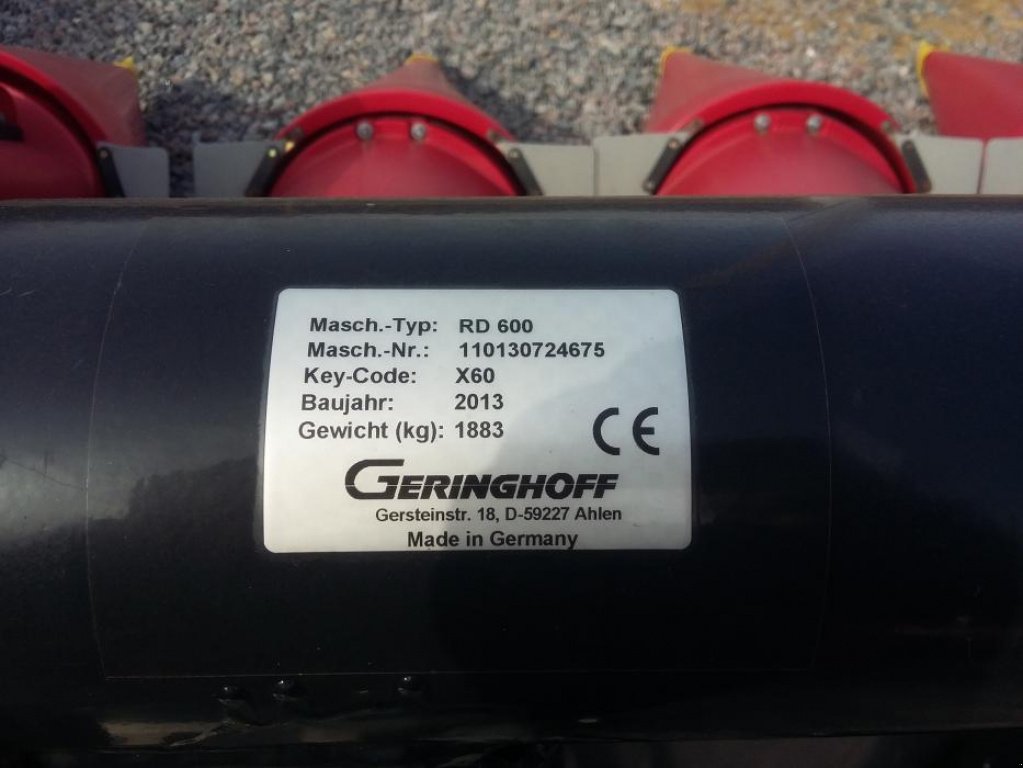 Masch.-Typ: RD 600
Masch.-Nr.: 110130724675
Key-Code: X60
Baujahr: 2013
Gewicht (kg): 1883
CE
GERINGHOFF
Gersteinstr. 18, D-59227 Ahlen
Made in Germany